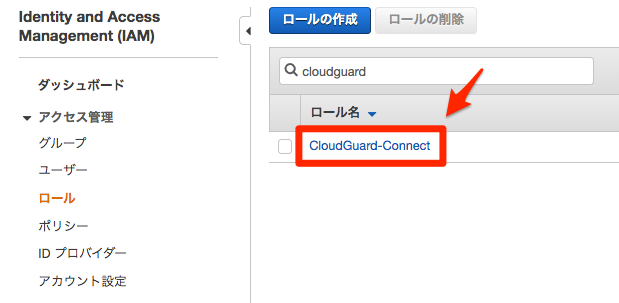 Identity and Access
Management (IAM)
ダッシュボード
アクセス管理
グループ
ユーザー
ロール
ポリシー
ID プロバイダー
アカウント設定
ロールの作成
ロールの削除
cloudguard
ロール名
CloudGuard-Connect